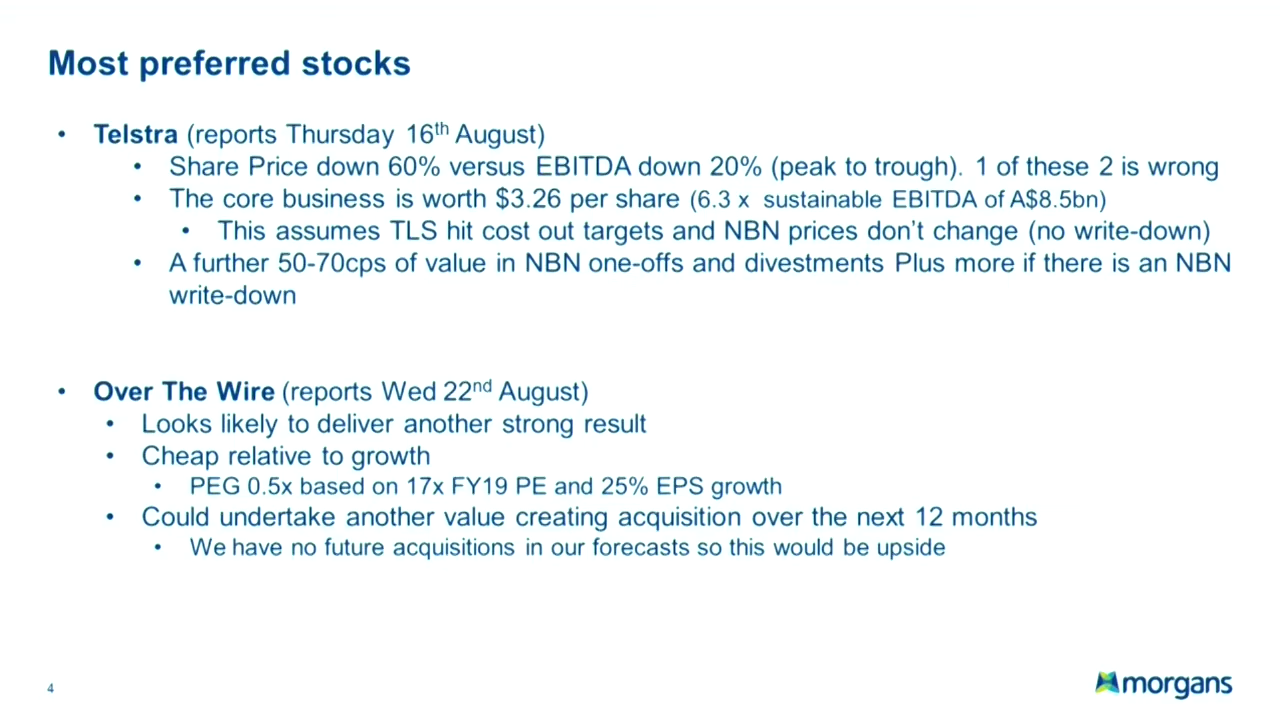 Most preferred stocks
• Telstra (reports Thursday 16th August)
• Share Price down 60% versus EBITDA down 20% (peak to trough). 1 of these 2 is wrong
• The core business is worth $3.26 per share (6.3 x sustainable EBITDA of A$8.5bn)
• This assumes TLS hit cost out targets and NBN prices don't change (no write-down)
• A further 50-70cps of value in NBN one-offs and divestments Plus more if there is an NBN
write-down
• Over The Wire (reports Wed 22nd August)
• Looks likely to deliver another strong result
• Cheap relative to growth
• PEG 0.5x based on 17x FY19 PE and 25% EPS growth
• Could undertake another value creating acquisition over the next 12 months
• We have no future acquisitions in our forecasts so this would be upside
4
morgans